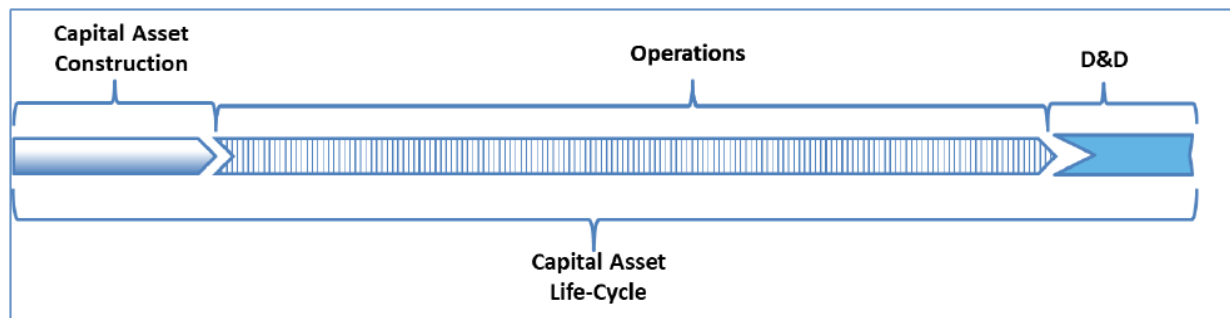 Capital Asset
Construction
Operations
D&D
Capital Asset
Life-Cycle